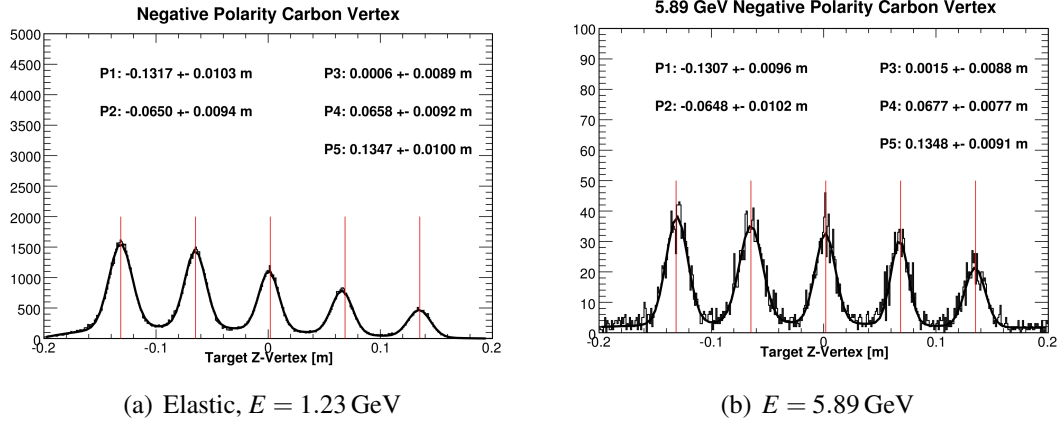 Negative Polarity Carbon Vertex
5000
4500
4000
3500
3000
2500
2000
1500
1000
500
0
P1: -0.1317 +- 0.0103 m
P2: -0.0650 +- 0.0094 m
P3: 0.0006 +- 0.0089 m
P4: 0.0658 +- 0.0092 m
P5: 0.1347 +- 0.0100 m
-0.2 -0.1 0 0.1 0.2
Target Z-Vertex [m]
(a) Elastic, E = 1.23 GeV
5.89 GeV Negative Polarity Carbon Vertex
100
90
80
70
60
50
40
30
20
10
0
P1: -0.1307 +- 0.0096 m
P2: -0.0648 +- 0.0102 m
P3: 0.0015 +- 0.0088 m
P4: 0.0677 +- 0.0077 m
P5: 0.1348 +- 0.0091 m
-0.2 -0.1 0 0.1 0.2
Target Z-Vertex [m]
(b) E = 5.89 GeV